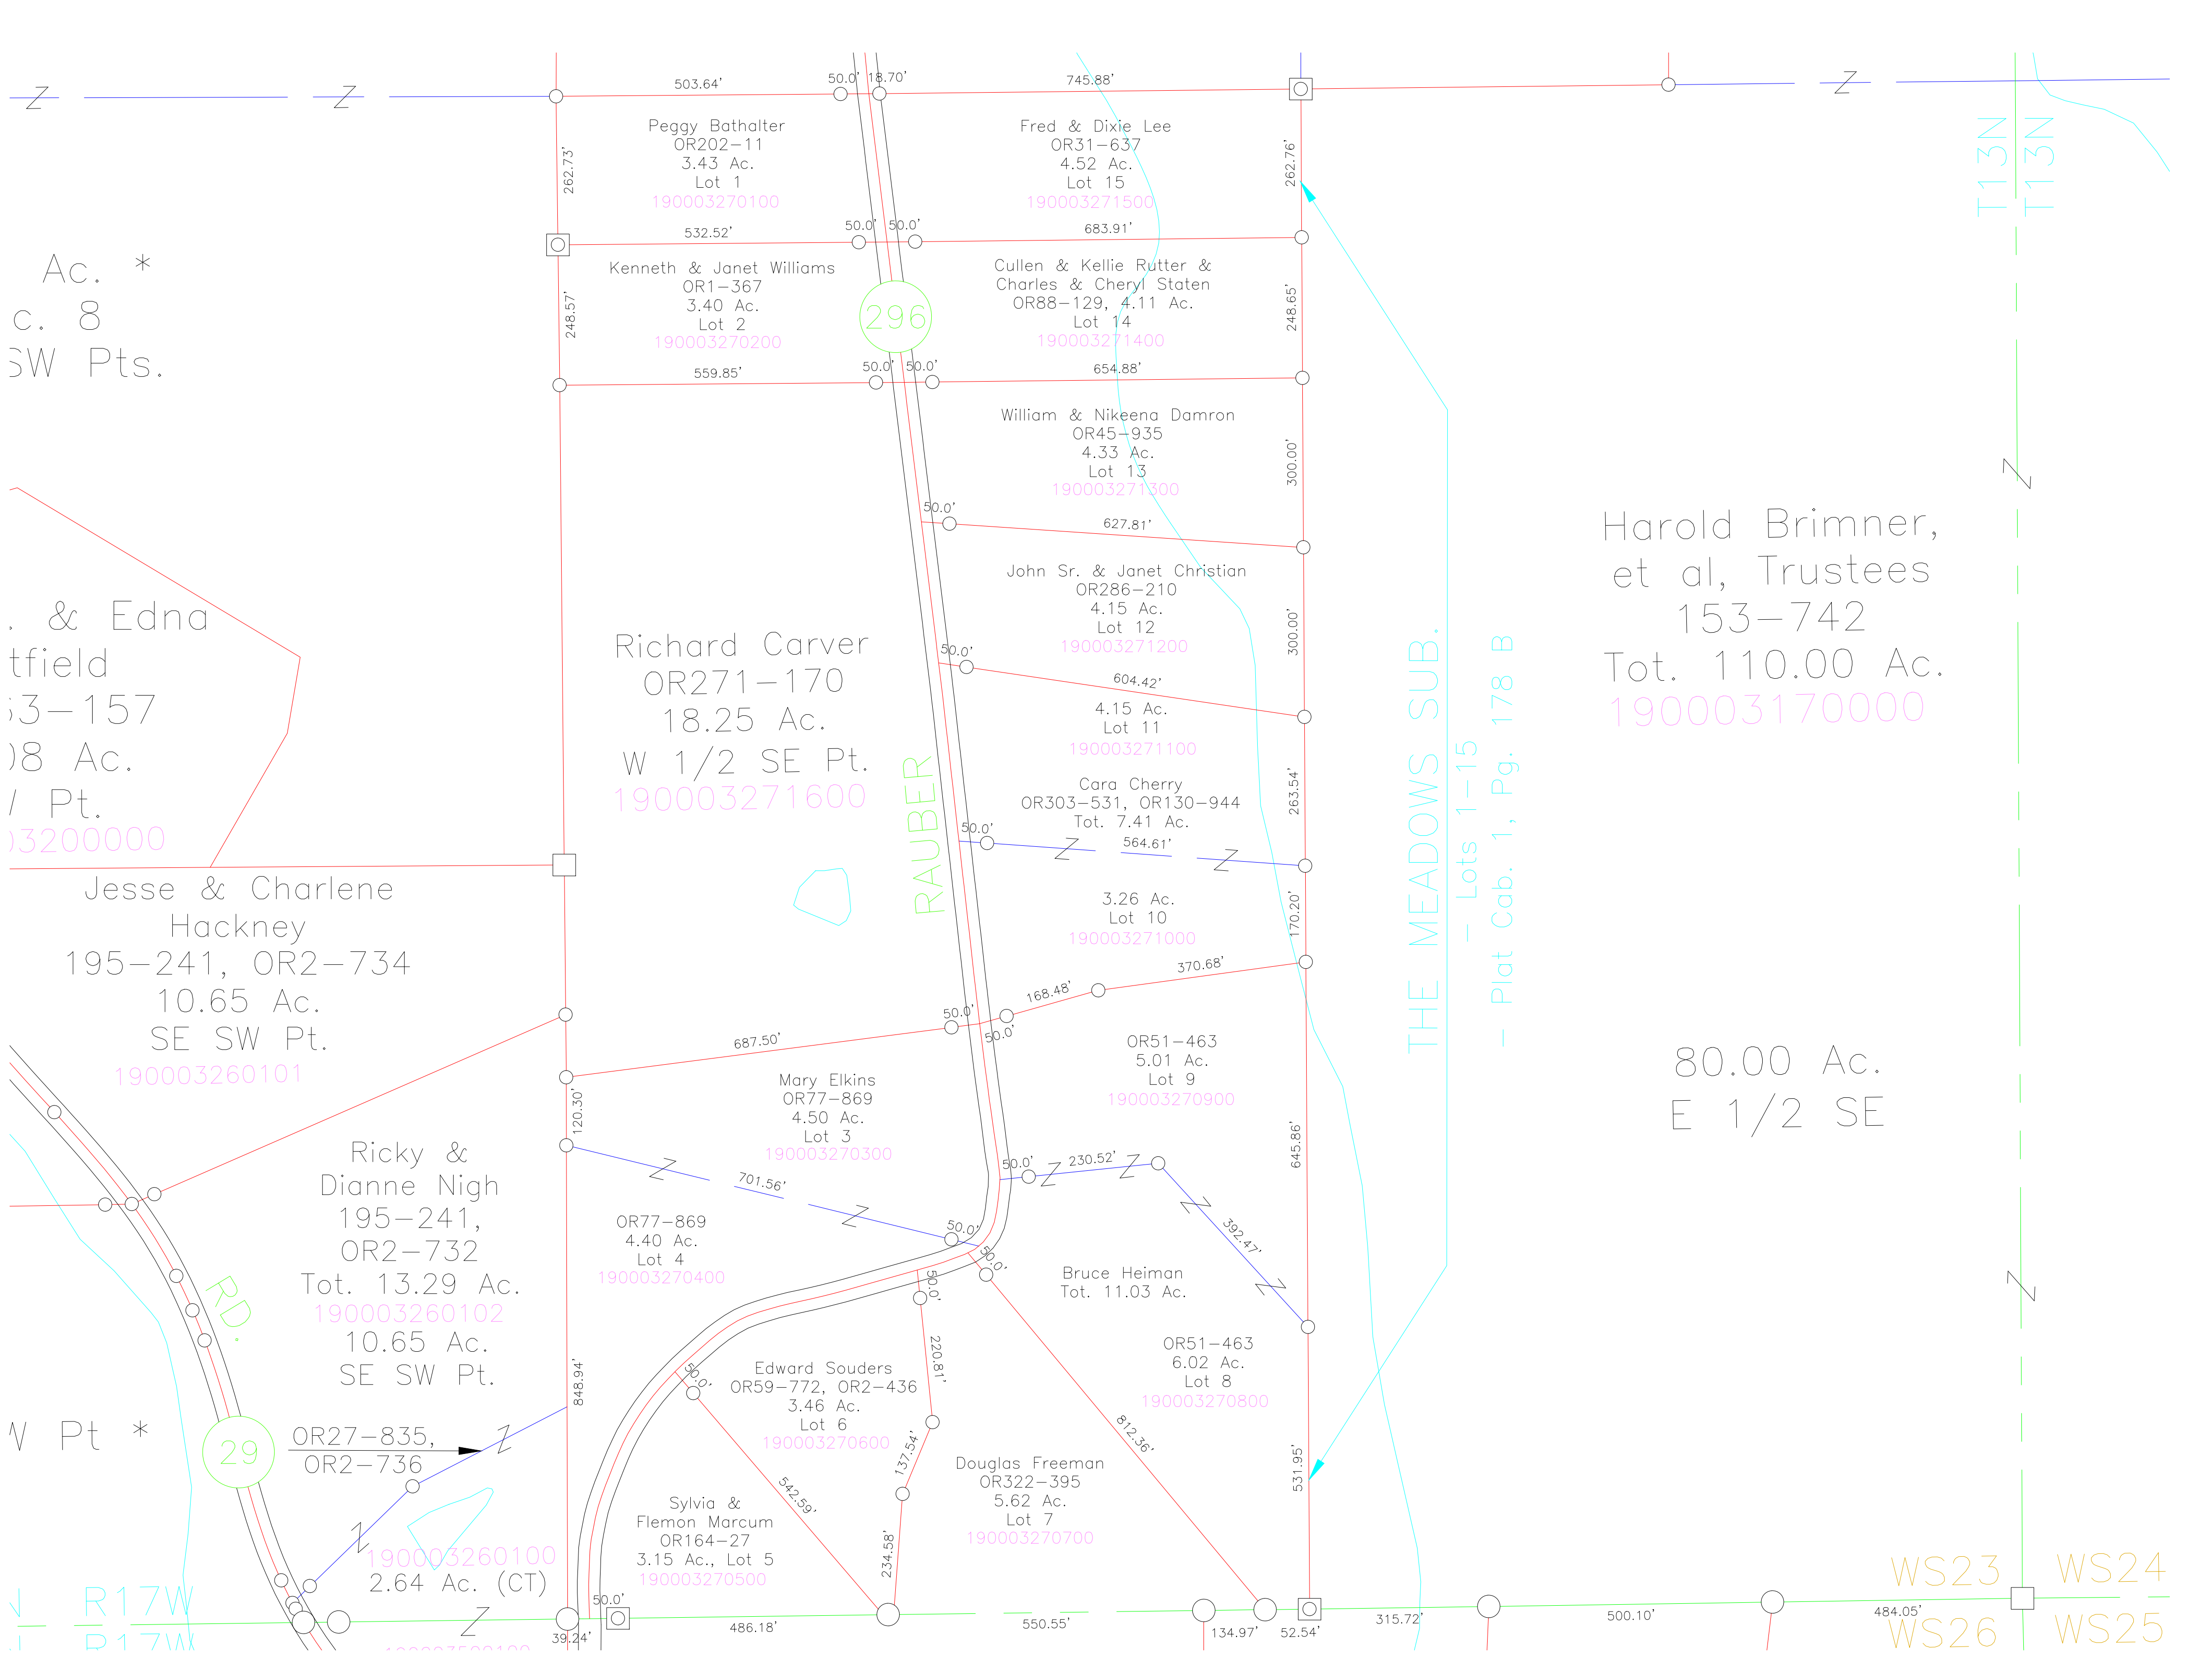 503.64'
50.0'
18.70'
745.88'
Peggy Bathalter
OR202-11
3.43 Ac.
Lot 1
190003270100
Fred & Dixie Lee
OR31-637
4.52 Ac.
Lot 15
190003271500
262.73'
262.76'
T13N
T13N
532.52'
50.0'
50.0'
683.91'
Ac. *
c. 8
SW Pts.
Kenneth & Janet Williams
OR1-367
3.40 Ac.
Lot 2
190003270200
296
Cullen & Kellie Rutter &
Charles & Cheryl Staten
OR88-129, 4.11 Ac.
Lot 14
190003271400
248.57'
248.65'
559.85'
50.0'
50.0'
654.88'
William & Nikeena Damron
OR45-935
4.33 Ac.
Lot 13
190003271300
300.00'
50.0'
627.81'
Harold Brimner,
et al, Trustees
153-742
Tot. 110.00 Ac.
190003170000
John Sr. & Janet Christian
OR286-210
4.15 Ac.
Lot 12
190003271200
300.00'
. & Edna
tfield
53-157
08 Ac.
Pt.
03200000
Richard Carver
OR271-170
18.25 Ac.
W 1/2 SE Pt.
190003271600
50.0'
604.42'
4.15 Ac.
Lot 11
190003271100
263.54'
THE MEADOWS SUB.
- Lots 1-15
- Plat Cab. 1, Pg. 178 B
RAUBER
Cara Cherry
OR303-531, OR130-944
Tot. 7.41 Ac.
50.0'
564.61'
3.26 Ac.
Lot 10
190003271000
170.20'
Jesse & Charlene
Hackney
195-241, OR2-734
10.65 Ac.
SE SW Pt.
190003260101
370.68'
168.48'
50.0'
50.0'
687.50'
OR51-463
5.01 Ac.
Lot 9
190003270900
80.00 Ac.
E 1/2 SE
Mary Elkins
OR77-869
4.50 Ac.
Lot 3
190003270300
120.30'
645.86'
50.0'
230.52'
701.56'
392.47'
Ricky &
Dianne Nigh
195-241,
OR2-732
Tot. 13.29 Ac.
190003260102
10.65 Ac.
SE SW Pt.
RD.
OR77-869
4.40 Ac.
Lot 4
190003270400
50.0'
50.0'
50.0'
Bruce Heiman
Tot. 11.03 Ac.
220.81'
OR51-463
6.02 Ac.
Lot 8
190003270800
848.94'
50.0'
Edward Souders
OR59-772, OR2-436
3.46 Ac.
Lot 6
190003270600
812.36'
W Pt *
29
OR27-835,
OR2-736
137.54'
531.95'
542.59'
Douglas Freeman
OR322-395
5.62 Ac.
Lot 7
190003270700
Sylvia &
Flemon Marcum
OR164-27
3.15 Ac., Lot 5
190003270500
234.58'
190003260100
2.64 Ac. (CT)
WS23
WS24
N R17W
N R17W
50.0'
39.24'
486.18'
550.55'
134.97'
52.54'
315.72'
500.10'
484.05'
WS26
WS25